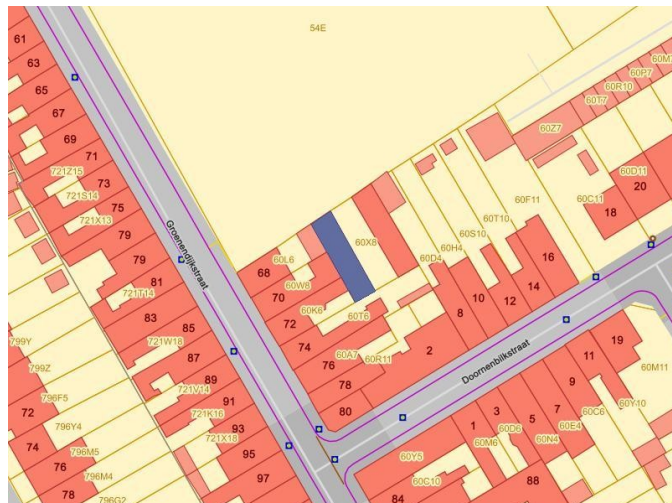 54E
61
63
65
67
69
71
721Z15
73
721S14
75
721X13
79
79
81
721T14
83
85
721W18
87
89
721V14
91
721K16
93
721X18
95
97
799Y
799Z
796F5
72
796Y4
74
796M5
76
796M4
78
796G2
Groenendijkstraat
68
60L6
70
60W8
72
60K6
74
60T6
76
60A7
78
60R11
80
60X8
2
60D4
8
60H4
10
60S10
12
60T10
14
16
60F11
60Z7
60T7
60R10
60P7
60D11
60C11
18
20
Doornenbilkstraat
1
3
5
7
9
11
19
60M6
60D6
60N4
60E4
60C6
60Y10
60M11
60Y5
60C10
84
88